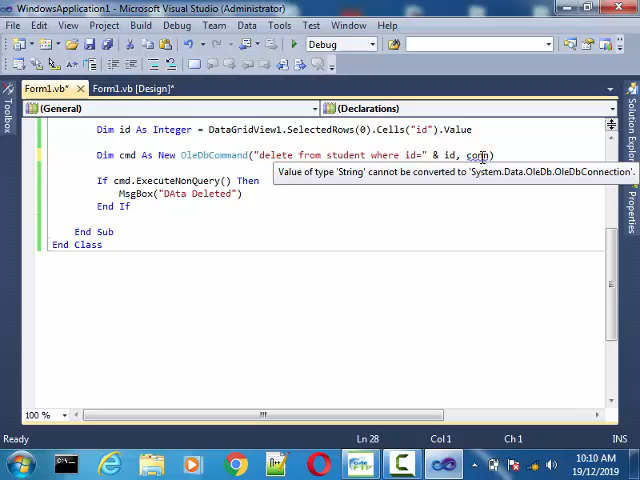 WindowsApplication1 - Microsoft Visual Studio (Administrator)
File Edit View Project Build Debug Team Data Tools Test Window Help
Debug
Form1.vb* Form1.vb [Design]*
(General) (Declarations)
Toolbox
Solution Explorer
Properties
Dim id As Integer = DataGridView1.SelectedRows(0).Cells("id").Value
Dim cmd As New OleDbCommand("delete from student where id=" & id, conn)
Value of type 'String' cannot be converted to 'System.Data.OleDb.OleDbConnection'.
If cmd.ExecuteNonQuery() Then
MsgBox("DAta Deleted")
End If
End Sub
End Class
100 %
Ready Ln 28 Col 1 Ch 1 INS
10:10 AM
19/12/2019